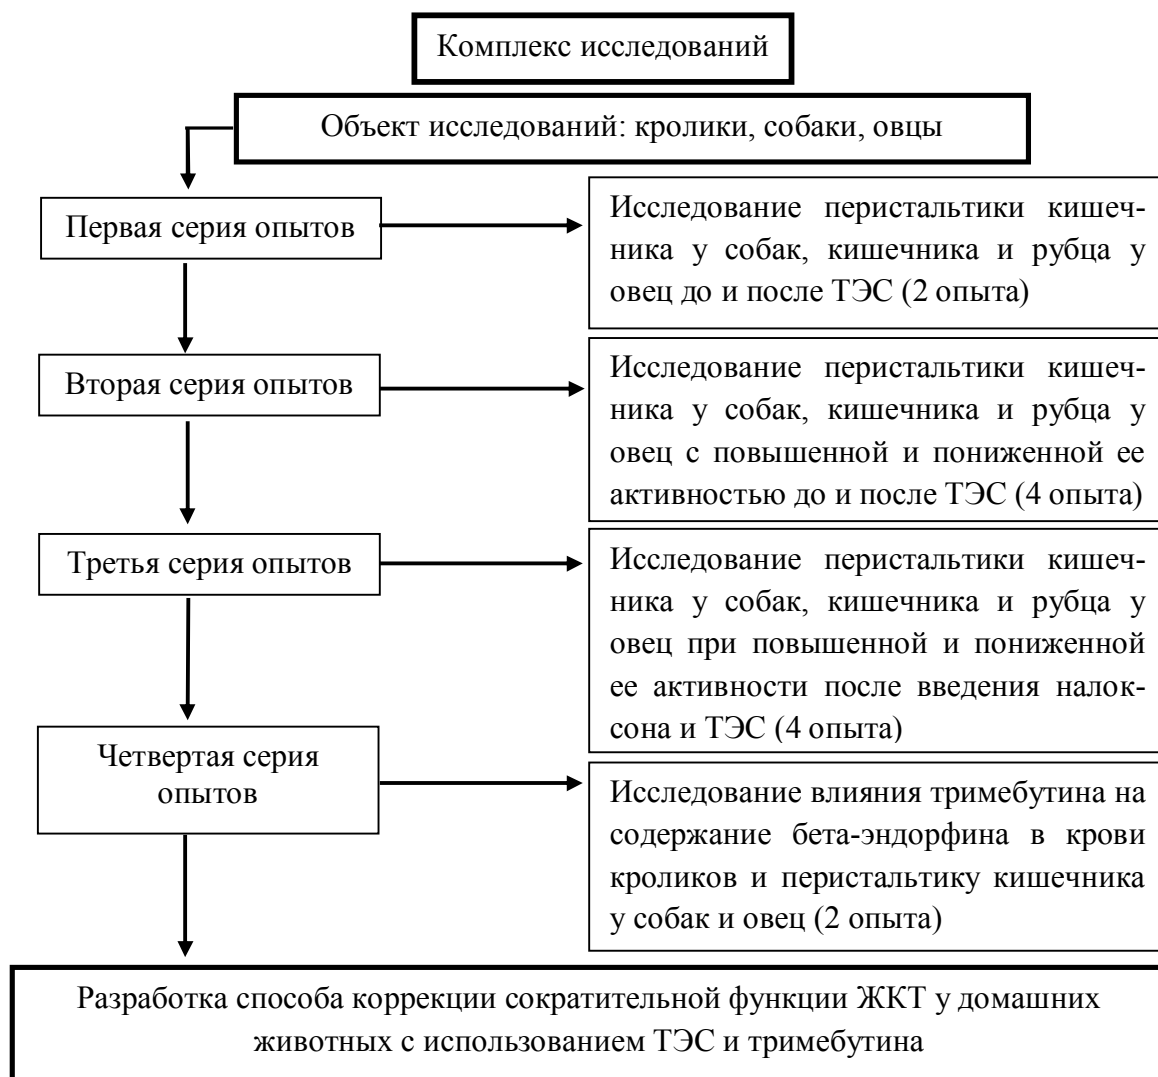 Комплекс исследований
Объект исследований: кролики, собаки, овцы
Первая серия опытов
Исследование перистальтики кишеч-
ника у собак, кишечника и рубца у
овец до и после ТЭС (2 опыта)
Вторая серия опытов
Исследование перистальтики кишеч-
ника у собак, кишечника и рубца у
овец с повышенной и пониженной ее
активностью до и после ТЭС (4 опыта)
Третья серия опытов
Исследование перистальтики кишеч-
ника у собак, кишечника и рубца у
овец при повышенной и пониженной
ее активности после введения налок-
сона и ТЭС (4 опыта)
Четвертая серия
опытов
Исследование влияния тримебутина на
содержание бета-эндорфина в крови
кроликов и перистальтику кишечника
у собак и овец (2 опыта)
Разработка способа коррекции сократительной функции ЖКТ у домашних
животных с использованием ТЭС и тримебутина